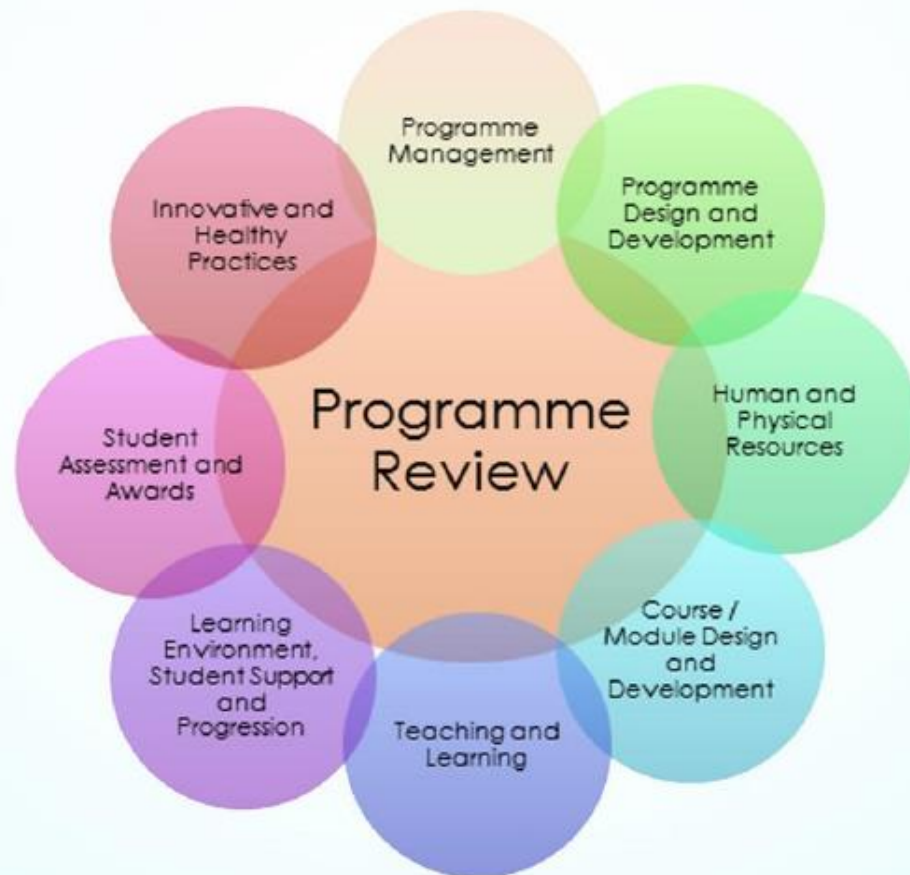 Programme
Management
Programme
Design and
Development
Human and
Physical
Resources
Course /
Module Design
and
Development
Teaching and
Learning
Learning
Environment,
Student Support
and
Progression
Student
Assessment and
Awards
Innovative and
Healthy
Practices
Programme
Review